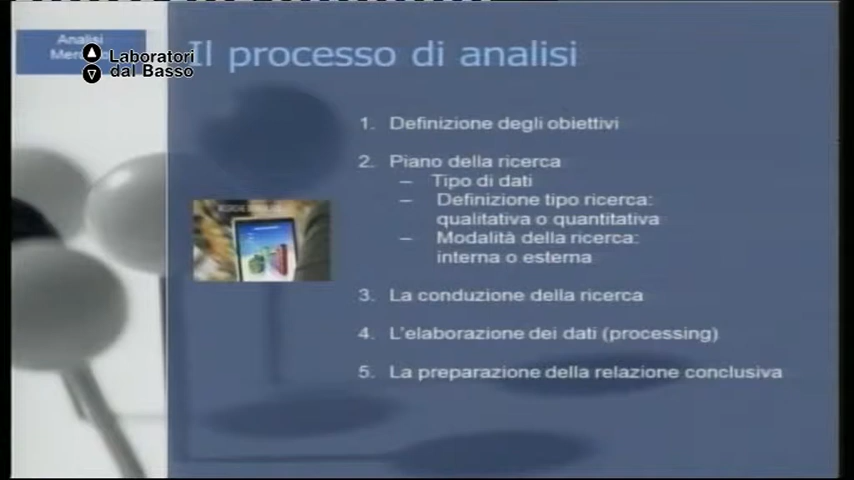 Analisi
Laboratori
dal Basso
Il processo di analisi
1. Definizione degli obiettivi
2. Piano della ricerca
– Tipo di dati
– Definizione tipo ricerca:
qualitativa o quantitativa
– Modalità della ricerca:
interna o esterna
3. La conduzione della ricerca
4. L'elaborazione dei dati (processing)
5. La preparazione della relazione conclusiva